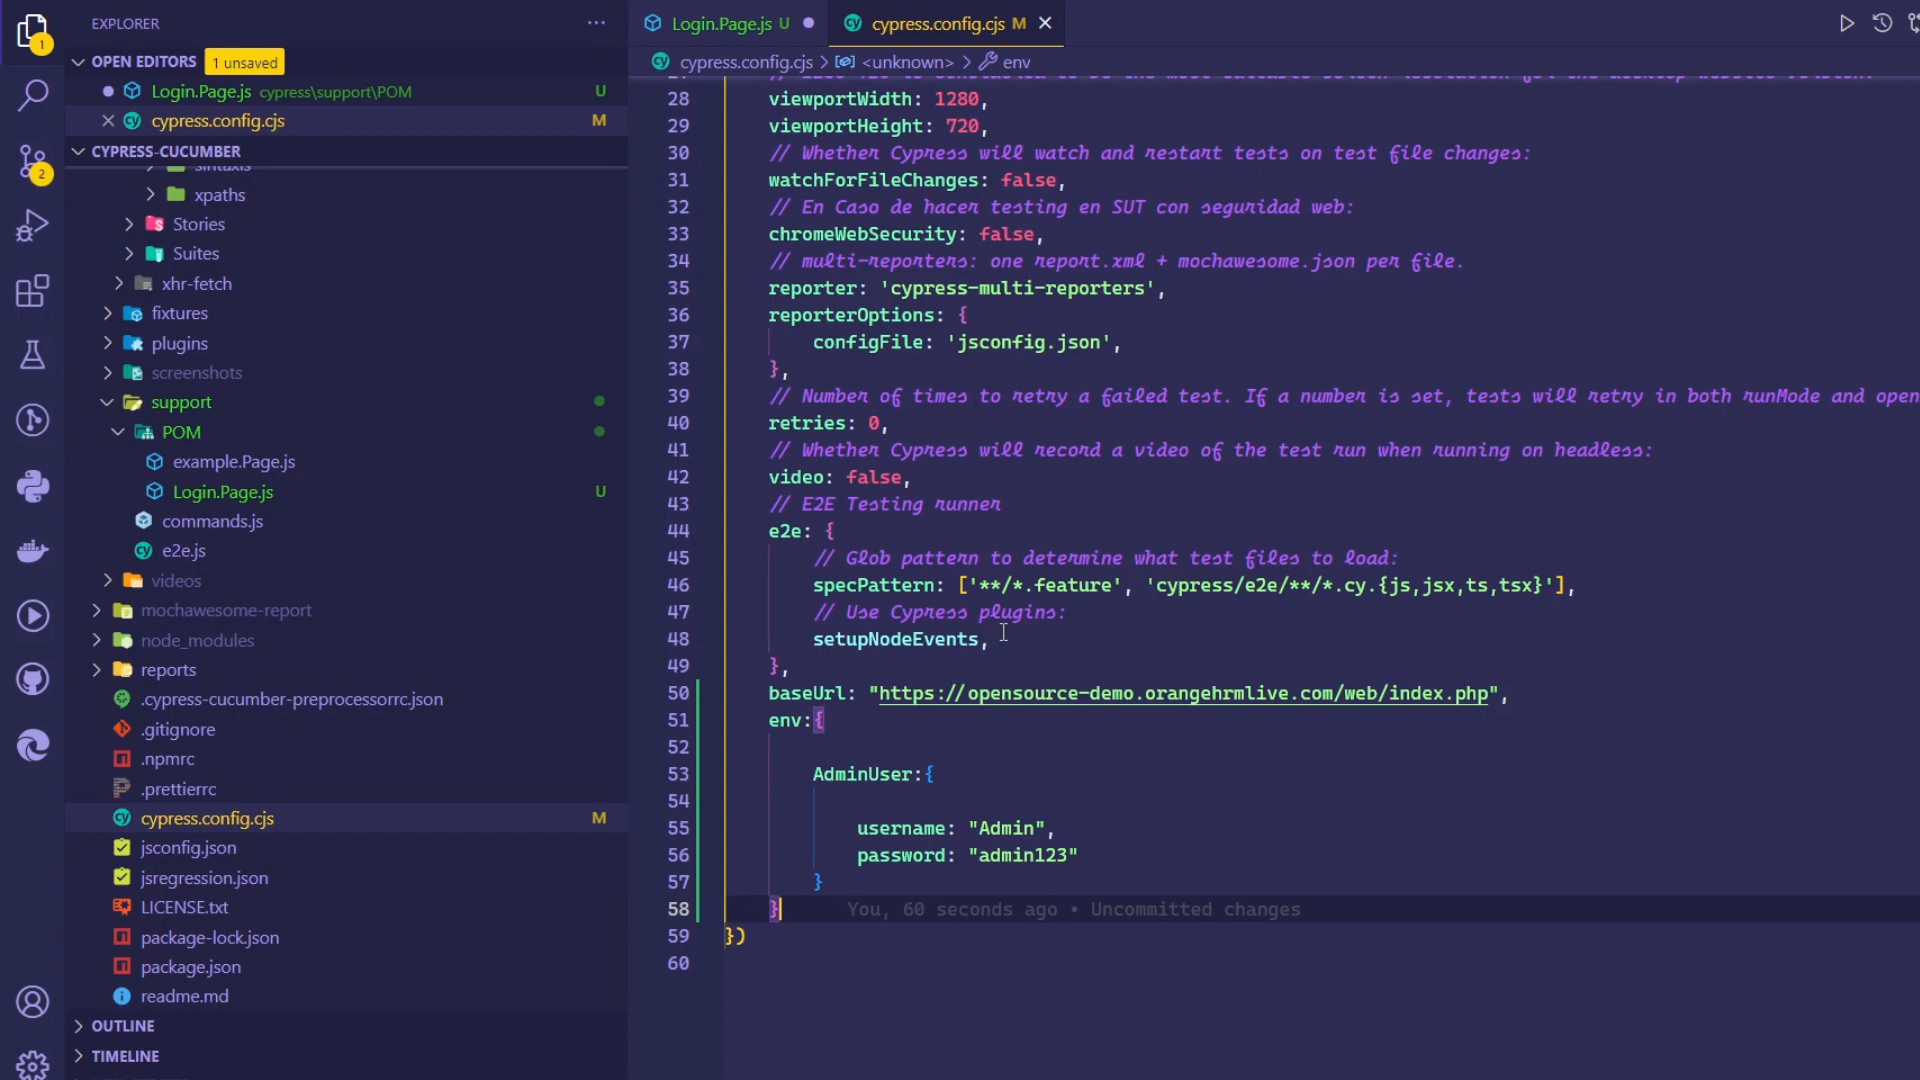 EXPLORER
OPEN EDITORS 1 unsaved
Login.Page.js cypress\support\POM U
cypress.config.cjs M
CYPRESS-CUCUMBER
sintaxis
xpaths
Stories
Suites
xhr-fetch
fixtures
plugins
screenshots
support
POM
example.Page.js
Login.Page.js U
commands.js
e2e.js
videos
mochawesome-report
node_modules
reports
.cypress-cucumber-preprocessorrc.json
.gitignore
.npmrc
.prettierrc
cypress.config.cjs M
jsconfig.json
jsregression.json
LICENSE.txt
package-lock.json
package.json
readme.md
OUTLINE
TIMELINE
1
2
Login.Page.js U
cypress.config.cjs M
cypress.config.cjs > <unknown> > env
28 viewportWidth: 1280,
29 viewportHeight: 720,
30 // Whether Cypress will watch and restart tests on test file changes:
31 watchForFileChanges: false,
32 // En Caso de hacer testing en SUT con seguridad web:
33 chromeWebSecurity: false,
34 // multi-reporters: one report.xml + mochawesome.json per file.
35 reporter: 'cypress-multi-reporters',
36 reporterOptions: {
37 configFile: 'jsconfig.json',
38 },
39 // Number of times to retry a failed test. If a number is set, tests will retry in both runMode and open
40 retries: 0,
41 // Whether Cypress will record a video of the test run when running on headless:
42 video: false,
43 // E2E Testing runner
44 e2e: {
45 // Glob pattern to determine what test files to load:
46 specPattern: ['**/*.feature', 'cypress/e2e/**/*.cy.{js,jsx,ts,tsx}'],
47 // Use Cypress plugins:
48 setupNodeEvents,
49 },
50 baseUrl: "https://opensource-demo.orangehrmlive.com/web/index.php",
51 env:{
52
53 AdminUser:{
54
55 username: "Admin",
56 password: "admin123"
57 }
58 } You, 60 seconds ago • Uncommitted changes
59 })
60